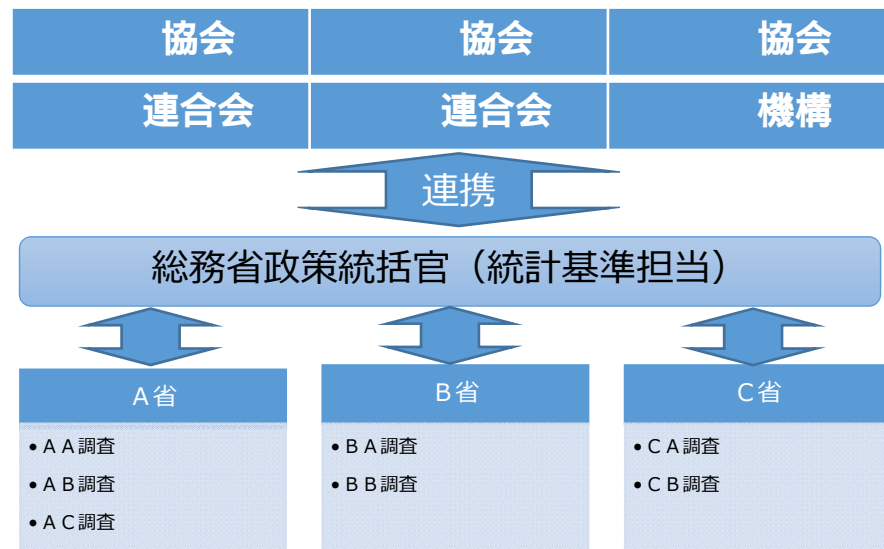 協会 協会 協会
連合会 連合会 機構
連携
総務省政策統括官（統計基準担当）
Ａ省 Ｂ省 Ｃ省
• ＡＡ調査
• ＡＢ調査
• ＡＣ調査
• ＢＡ調査
• ＢＢ調査
• ＣＡ調査
• ＣＢ調査